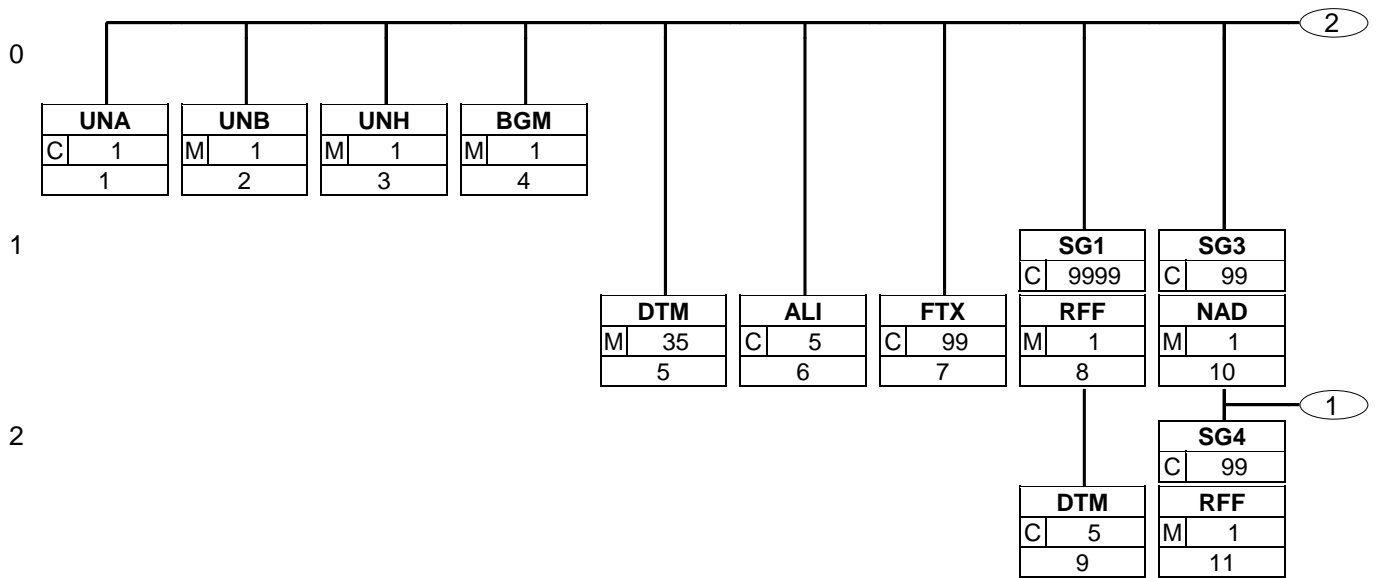 2
0
UNA UNB UNH BGM
C 1 M 1 M 1 M 1
1 2 3 4
1
SG1 SG3
C 9999 C 99
DTM ALI FTX RFF NAD
M 35 C 5 C 99 M 1 M 1
5 6 7 8 10
1
2
SG4
C 99
DTM RFF
C 5 M 1
9 11